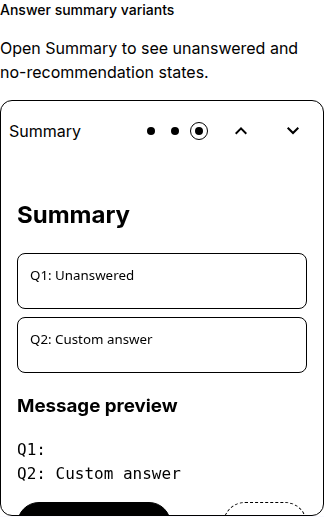 Answer summary variants
Open Summary to see unanswered and
no-recommendation states.
Summary
Summary
Q1: Unanswered
Q2: Custom answer
Message preview
Q1:
Q2: Custom answer